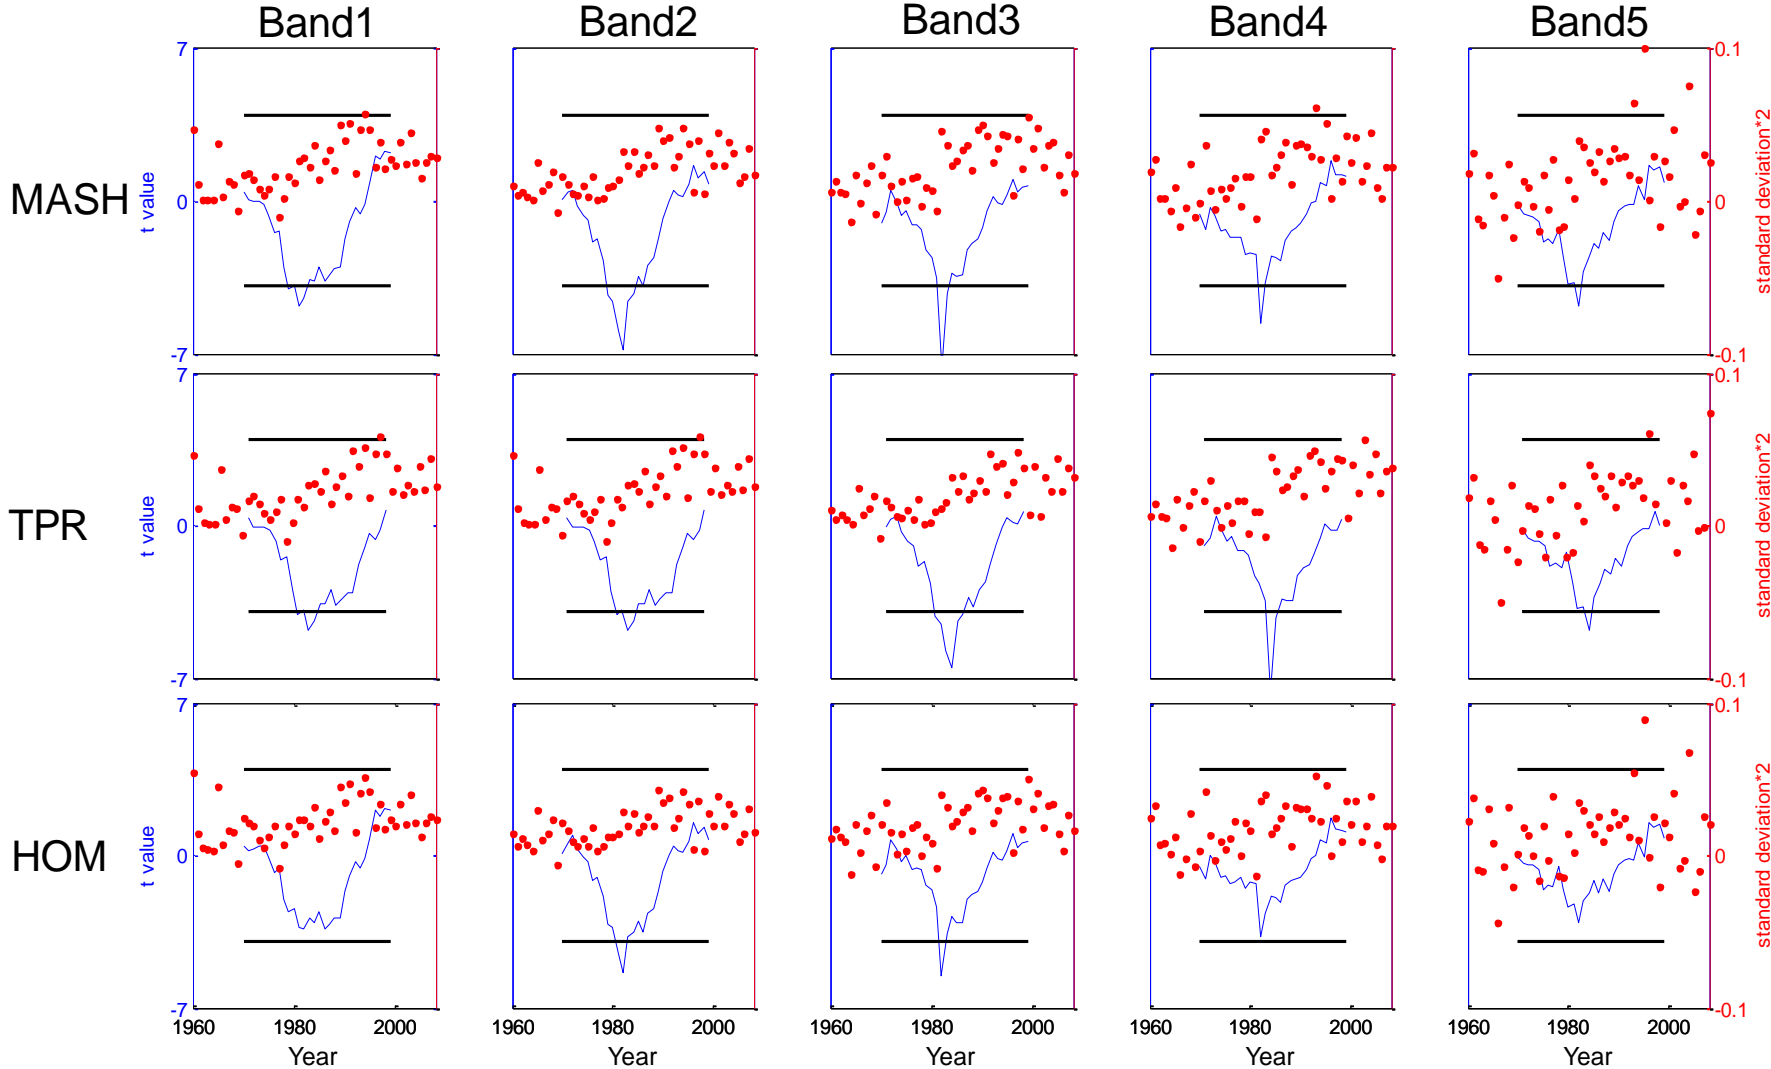 Band1 Band2 Band3 Band4 Band5
7 0.1
MASH t value 0 0 standard deviation*2
-7 -0.1
7 0.1
TPR t value 0 0 standard deviation*2
-7 -0.1
7 0.1
HOM t value 0 0 standard deviation*2
-7 -0.1
1960 1980 2000 1960 1980 2000 1960 1980 2000 1960 1980 2000 1960 1980 2000
Year Year Year Year Year